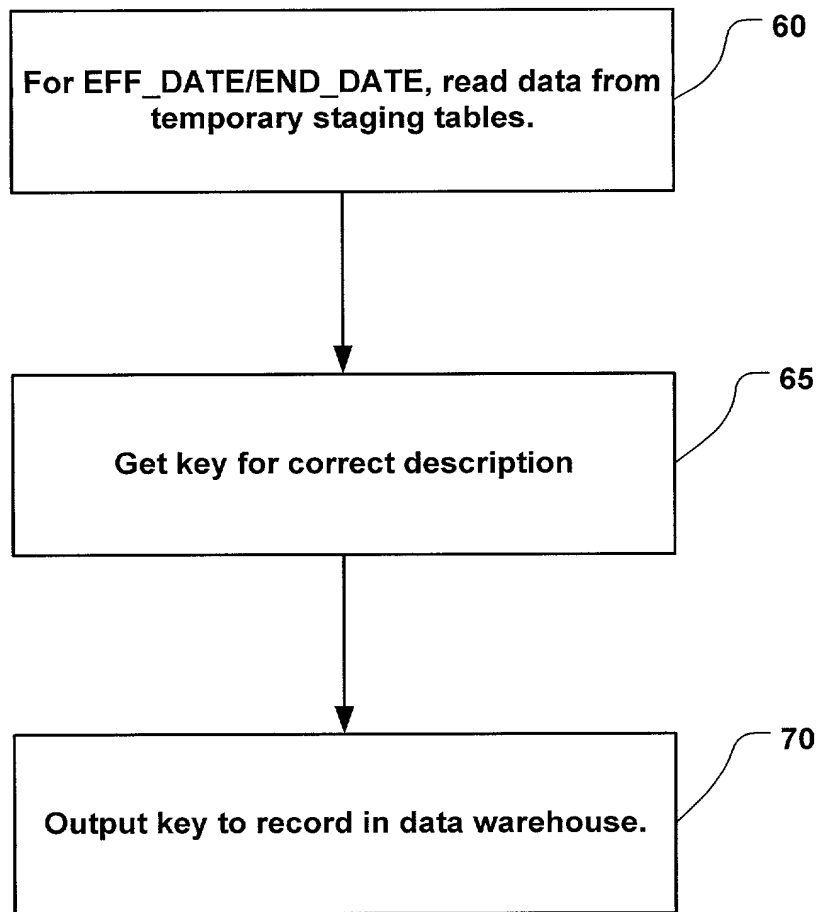 60
For EFF_DATE/END_DATE, read data from
temporary staging tables.
65
Get key for correct description
70
Output key to record in data warehouse.